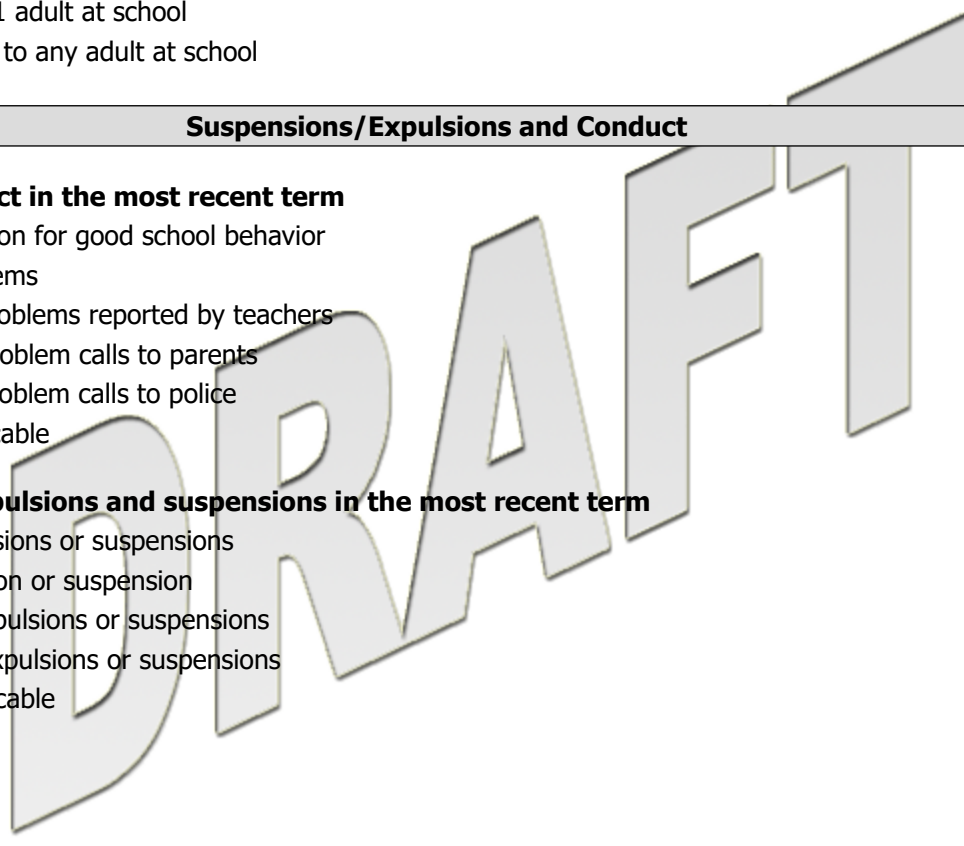 1 adult at school
to any adult at school
Suspensions/Expulsions and Conduct
ct in the most recent term
on for good school behavior
ems
oblems reported by teachers
oblem calls to parents
oblem calls to police
cable
pulsions and suspensions in the most recent term
sions or suspensions
on or suspension
pulsions or suspensions
xpulsions or suspensions
cable
DRAFT